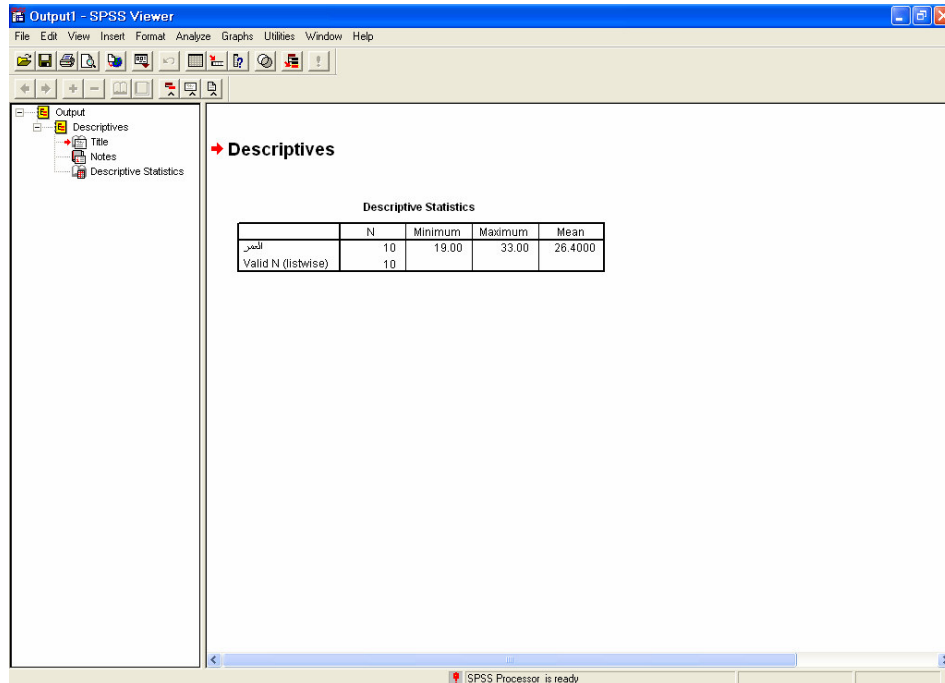 Output1 - SPSS Viewer
File Edit View Insert Format Analyze Graphs Utilities Window Help
Output
Descriptives
Title
Notes
Descriptive Statistics
Descriptives
Descriptive Statistics
N Minimum Maximum Mean
العمر 10 19.00 33.00 26.4000
Valid N (listwise) 10
SPSS Processor is ready